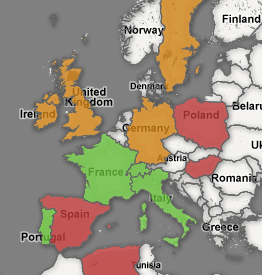 Finland
Norway
Denmark
United
Kingdom
Ireland
Belaru
Poland
Germany
Uk
Austria
France
Romania
Italy
Spain
Portugal
Greece
Tunisia